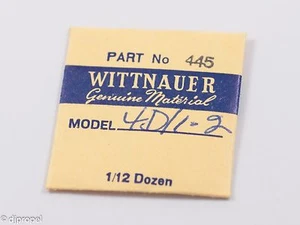 PART No 445
WITTNAUER
Genuine Material
MODEL 4D/1-2
1/12 Dozen
©djpropel